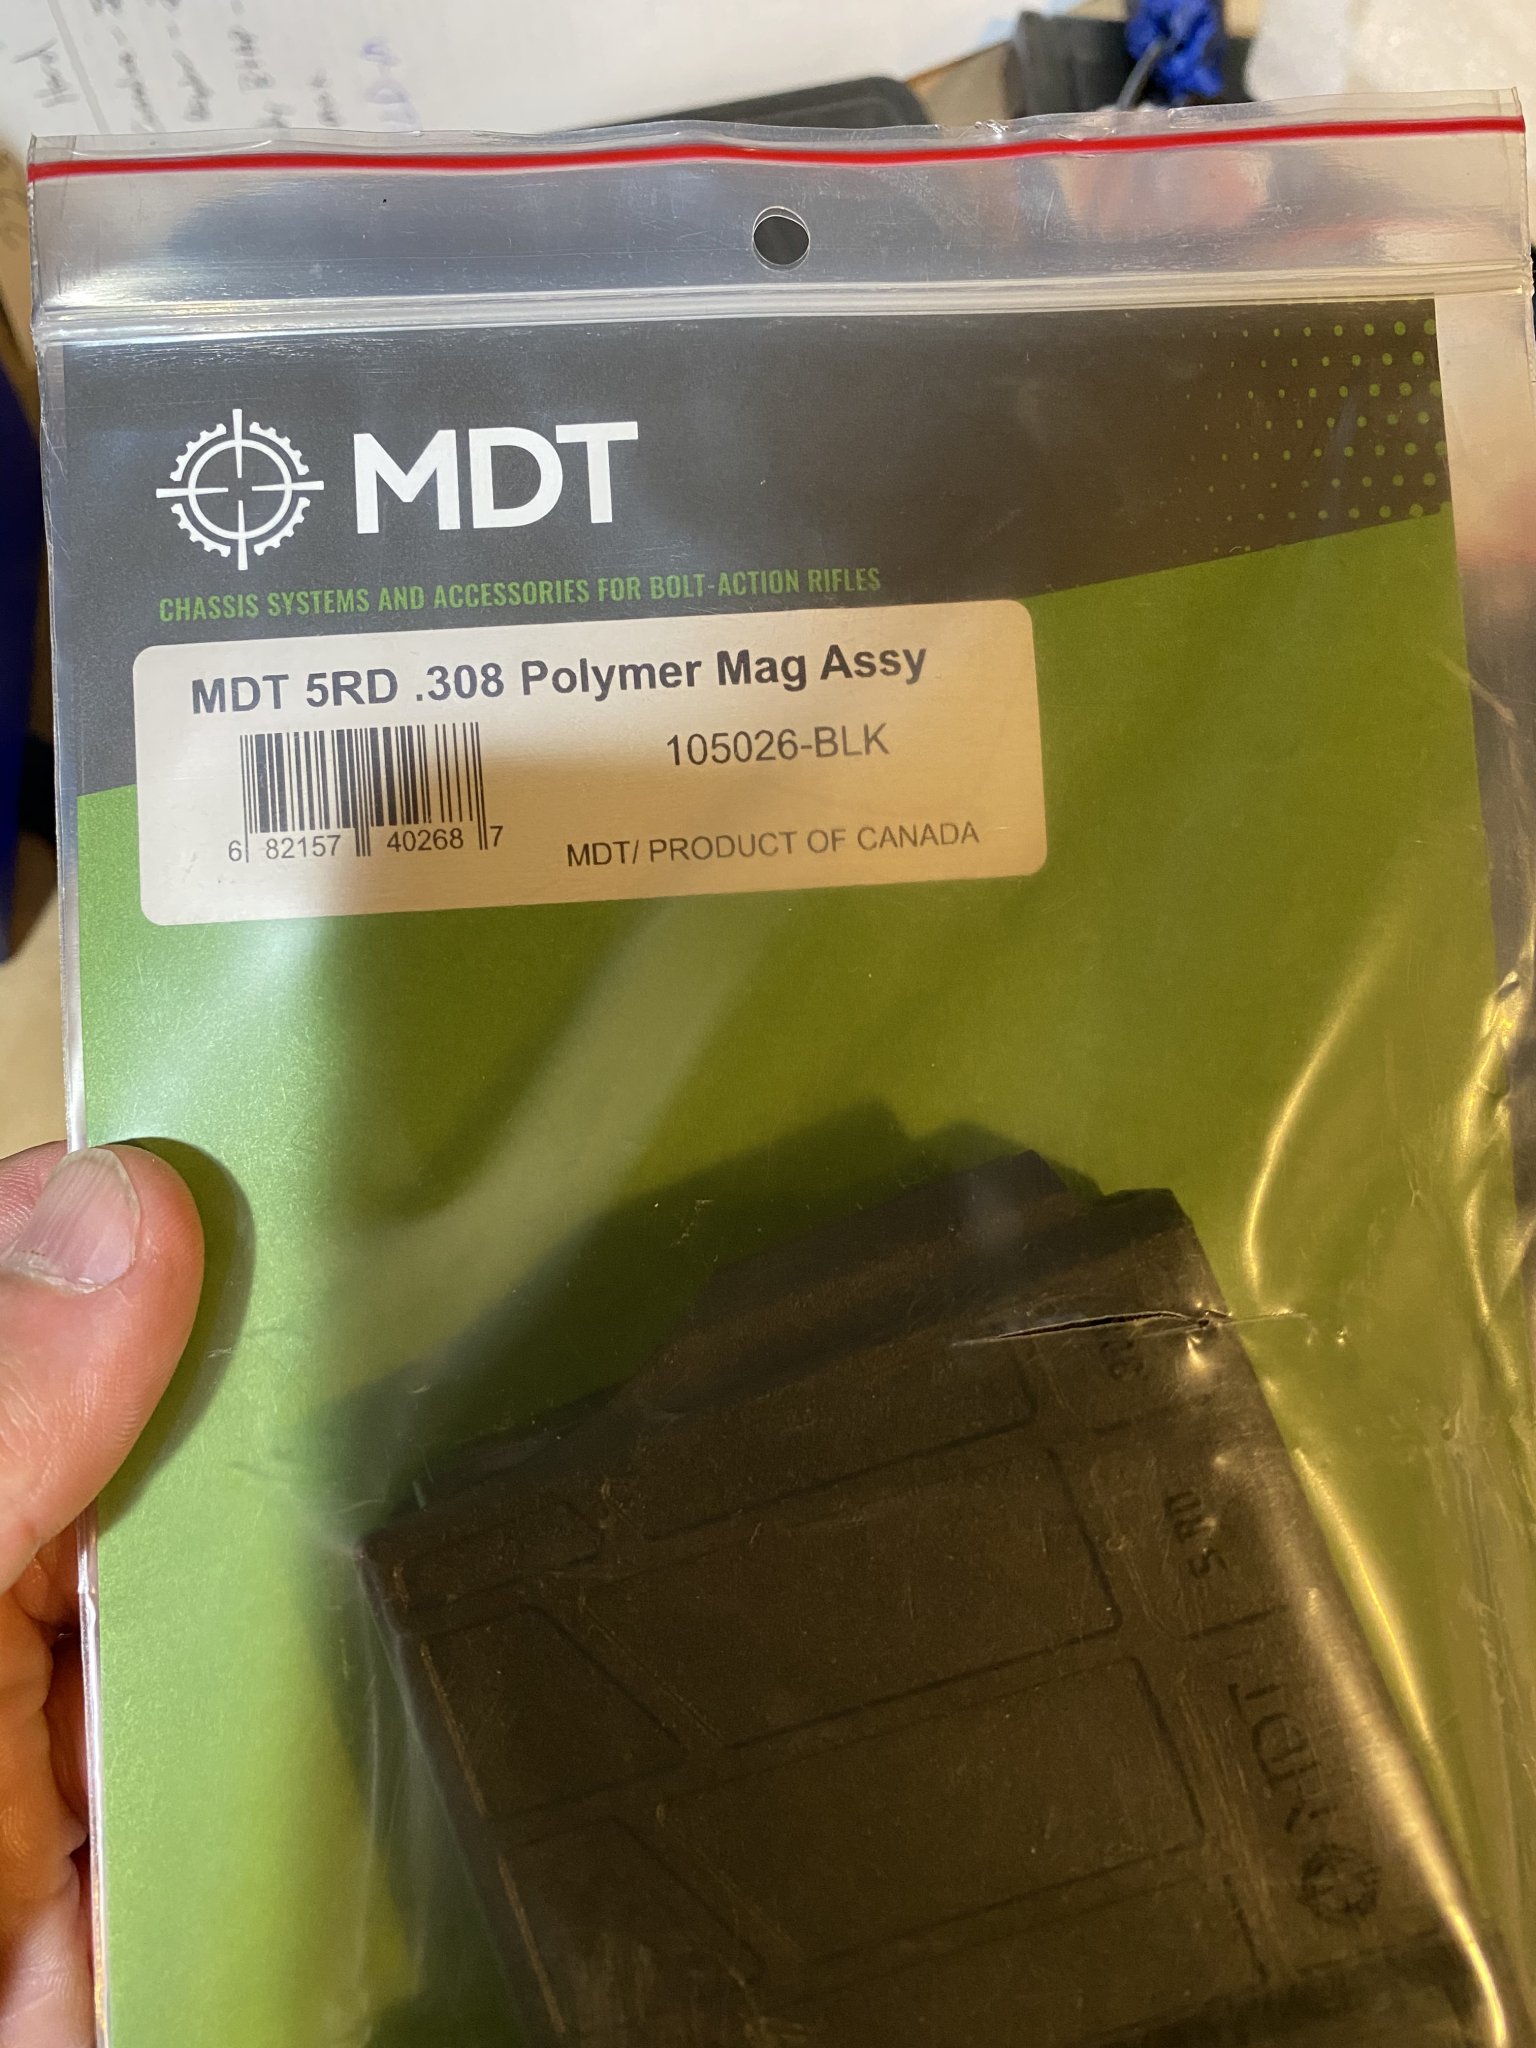 MDT
CHASSIS SYSTEMS AND ACCESSORIES FOR BOLT-ACTION RIFLES
MDT 5RD .308 Polymer Mag Assy
105026-BLK
6 82157 40268 7
MDT/ PRODUCT OF CANADA
5 RD
MDT